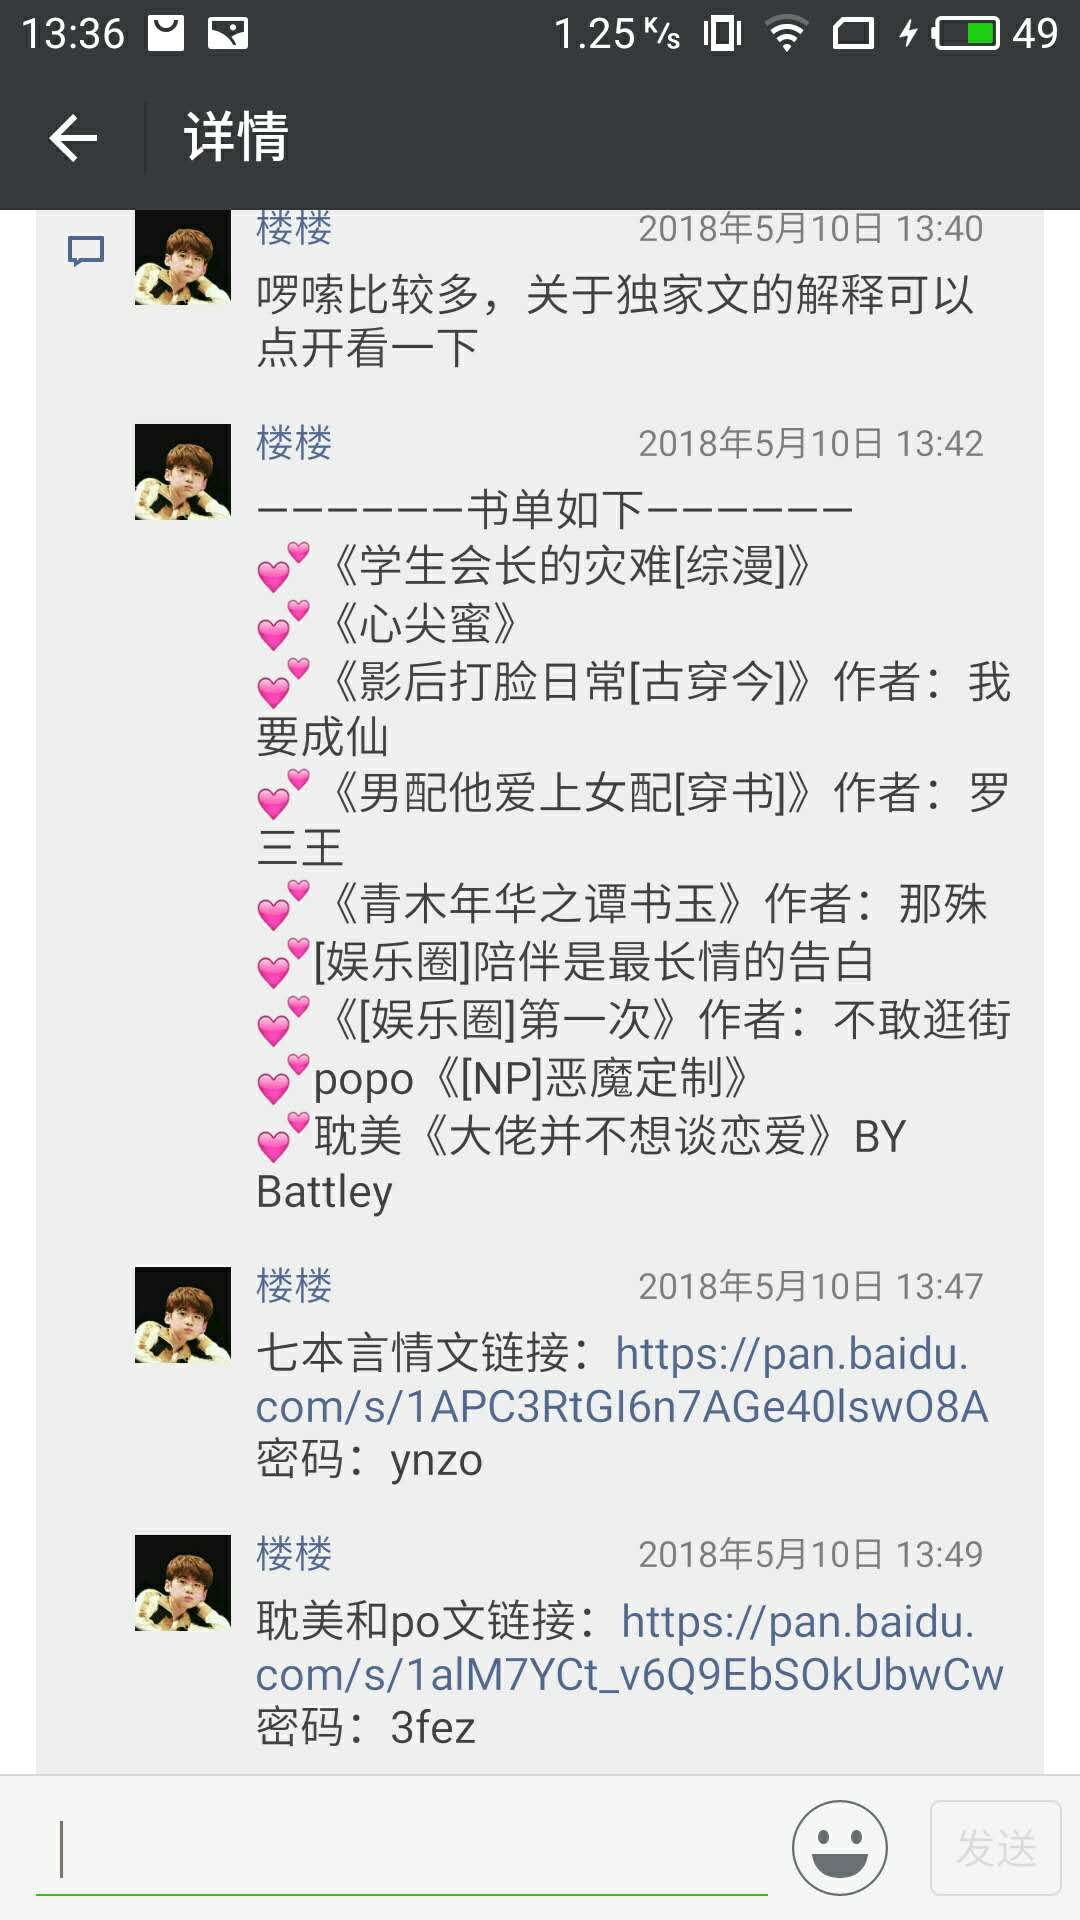 13:36
1.25 K/s
49
详情
楼楼
2018年5月10日 13:40
啰嗦比较多，关于独家文的解释可以
点开看一下
楼楼
2018年5月10日 13:42
——————书单如下——————
💕《学生会长的灾难[综漫]》
💕《心尖蜜》
💕《影后打脸日常[古穿今]》作者：我
要成仙
💕《男配他爱上女配[穿书]》作者：罗
三王
💕《青木年华之谭书玉》作者：那殊
💕[娱乐圈]陪伴是最长情的告白
💕《[娱乐圈]第一次》作者：不敢逛街
💕popo《[NP]恶魔定制》
💕耽美《大佬并不想谈恋爱》BY
Battley
楼楼
2018年5月10日 13:47
七本言情文链接：https://pan.baidu.
com/s/1APC3RtGI6n7AGe40lswO8A
密码：ynzo
楼楼
2018年5月10日 13:49
耽美和po文链接：https://pan.baidu.
com/s/1alM7YCt_v6Q9EbSOkUbwCw
密码：3fez
发送